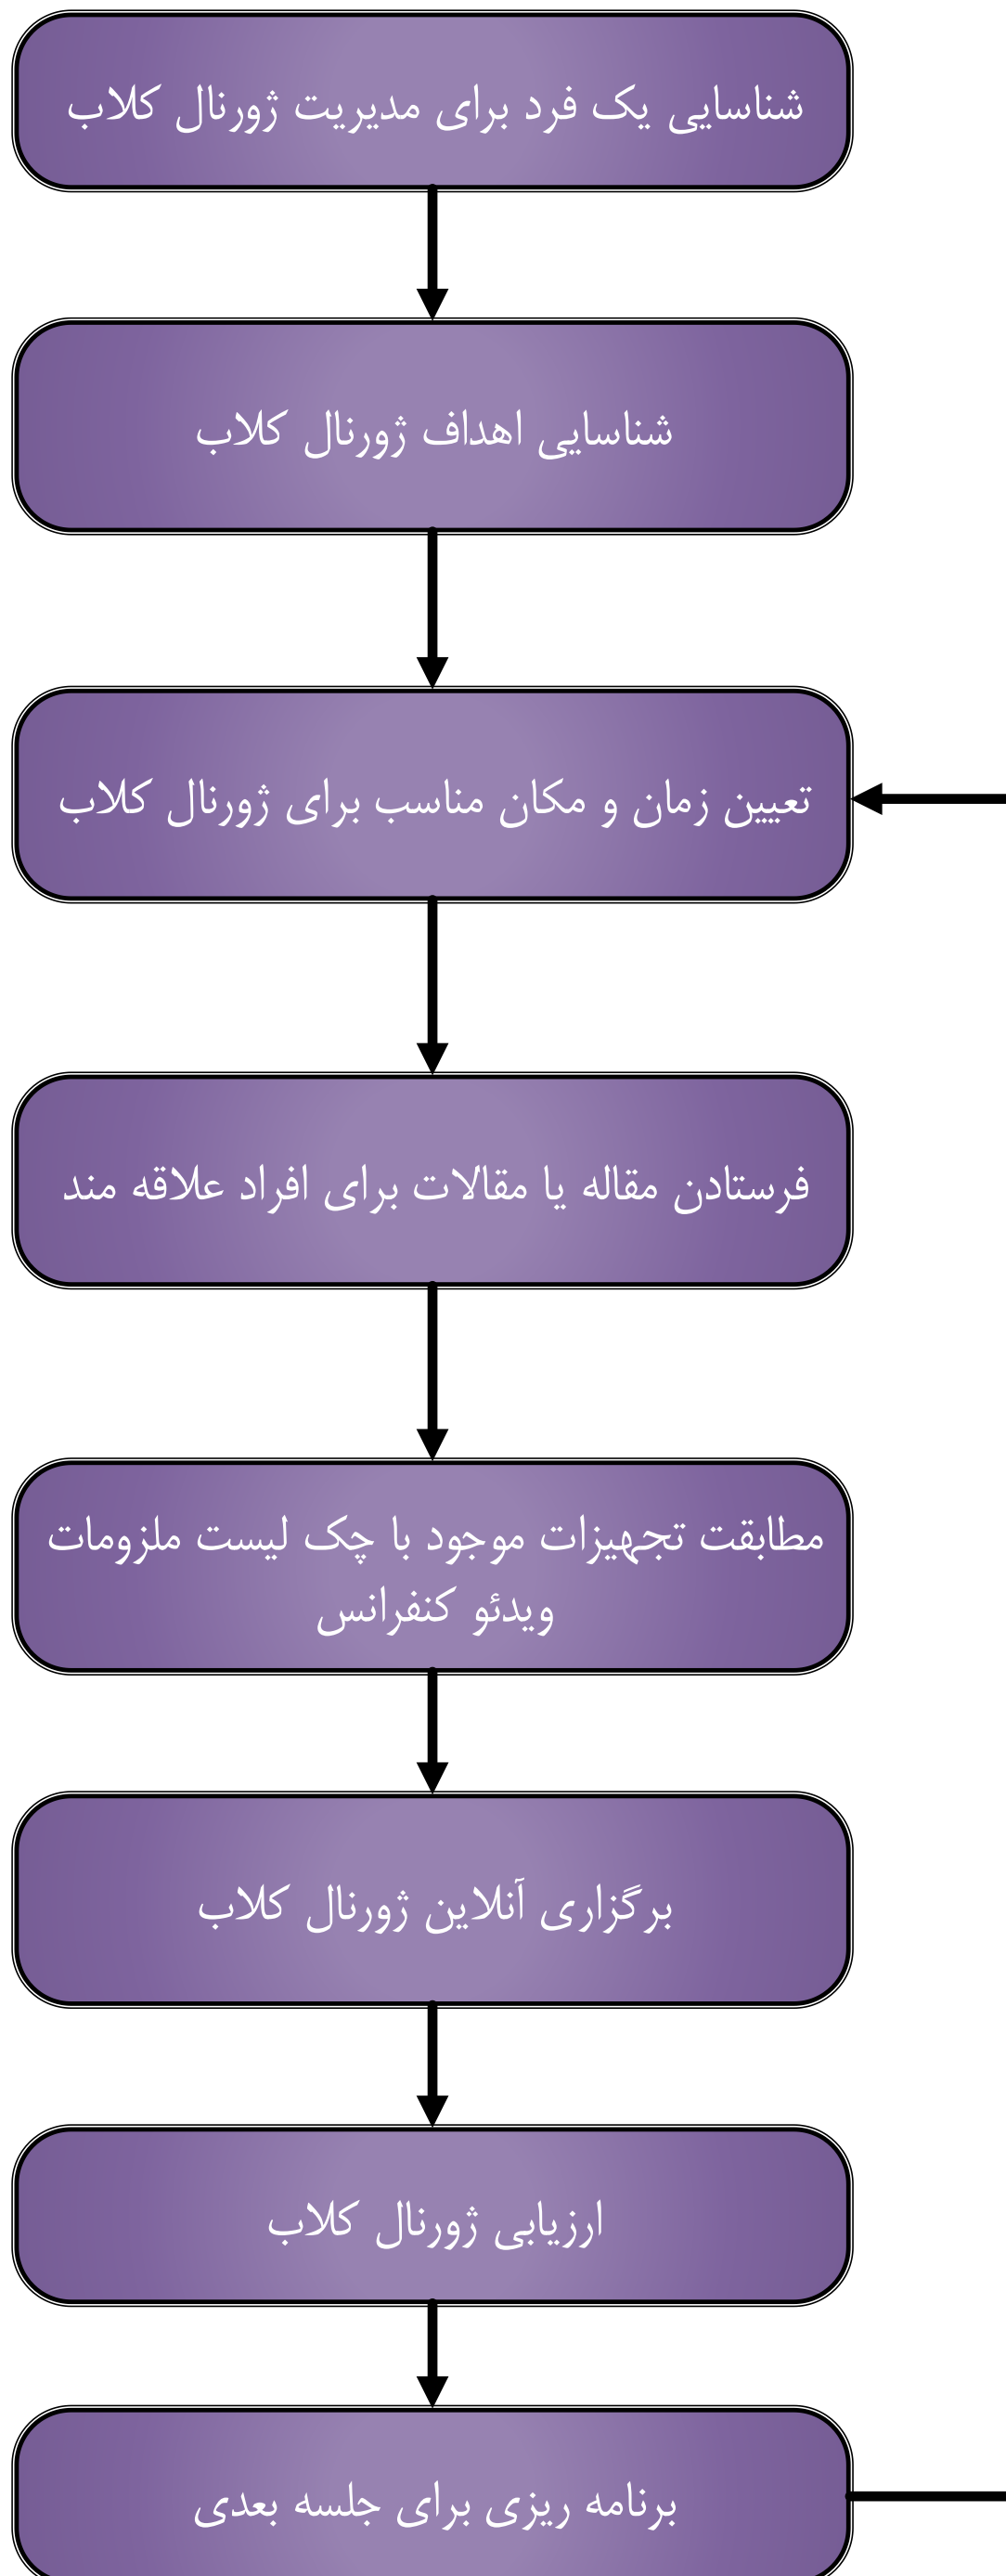 شناسایی یک فرد برای مدیریت ژورنال کلاب
شناسایی اهداف ژورنال کلاب
تعیین زمان و مکان مناسب برای ژورنال کلاب
فرستادن مقاله یا مقالات برای افراد علاقه مند
مطابقت تجهیزات موجود با چک لیست ملزومات
ویدئو کنفرانس
برگزاری آنلاین ژورنال کلاب
ارزیابی ژورنال کلاب
برنامه ریزی برای جلسه بعدی